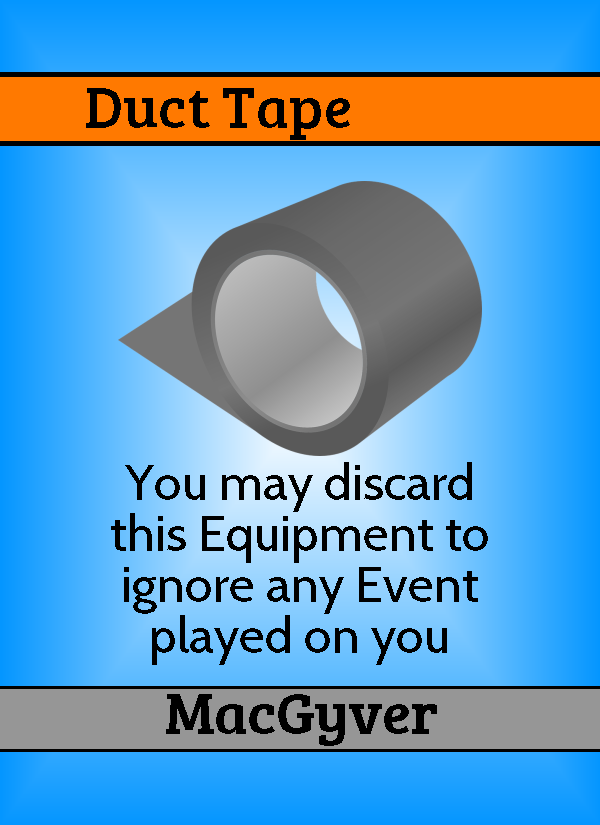 Duct Tape
You may discard
this Equipment to
ignore any Event
played on you
MacGyver